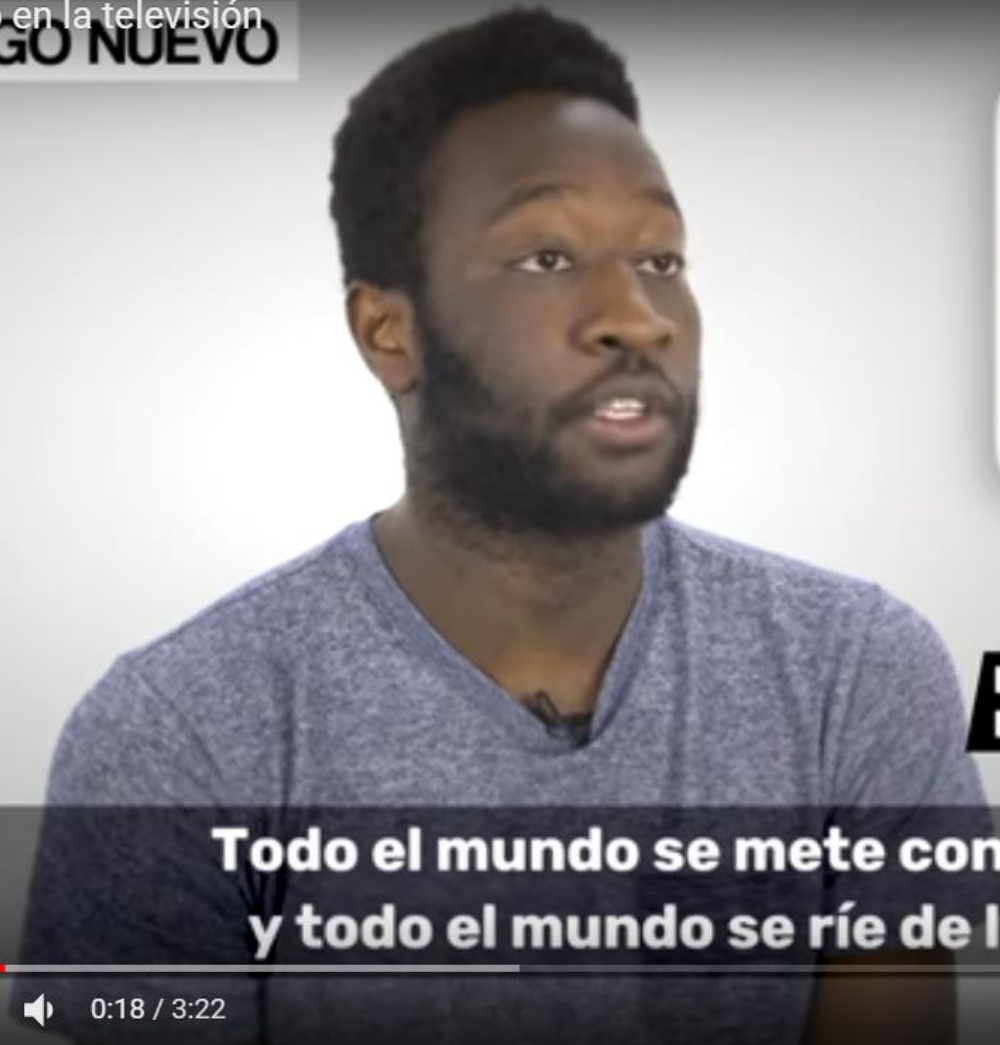 en la televisión
GO NUEVO
Todo el mundo se mete con
y todo el mundo se ríe de l
0:18 / 3:22